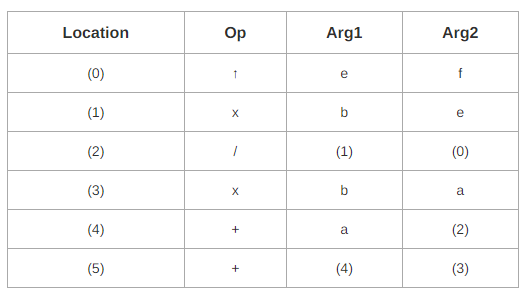 Location Op Arg1 Arg2
(0) ↑ e f
(1) x b e
(2) / (1) (0)
(3) x b a
(4) + a (2)
(5) + (4) (3)